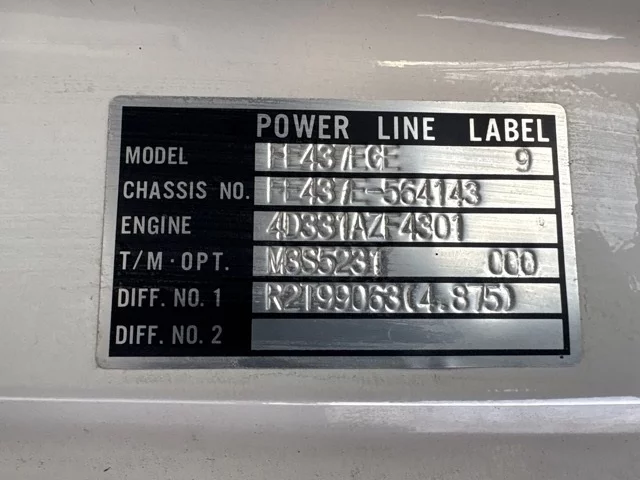 POWER LINE LABEL
MODEL FE437ECE 9
CHASSIS NO. FE437E-564143
ENGINE 4D331AZF4301
T/M·OPT. M3S5231 000
DIFF. NO. 1 R2199063(4.875)
DIFF. NO. 2